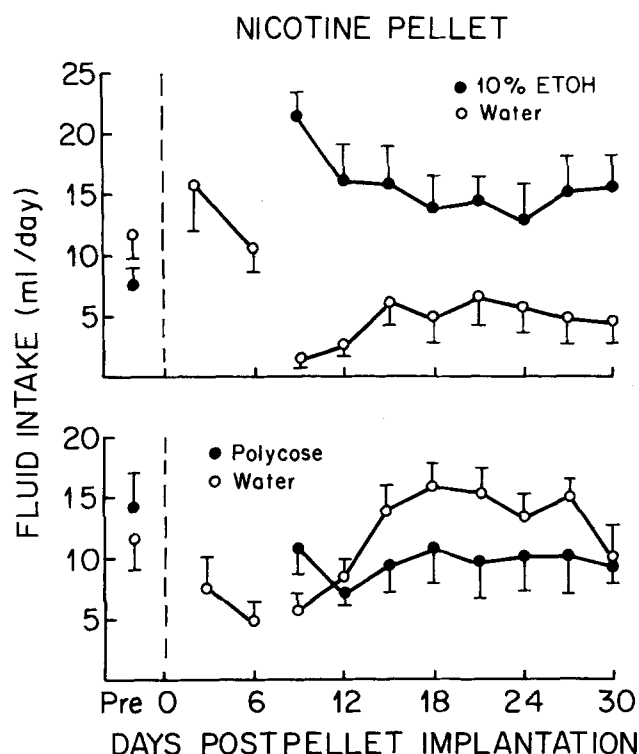 NICOTINE PELLET
25
20
15
10
5
● 10% ETOH
○ Water
FLUID INTAKE (ml/day)
20
15
10
5
● Polycose
○ Water
Pre 0 6 12 18 24 30
DAYS POSTPELLET IMPLANTATION